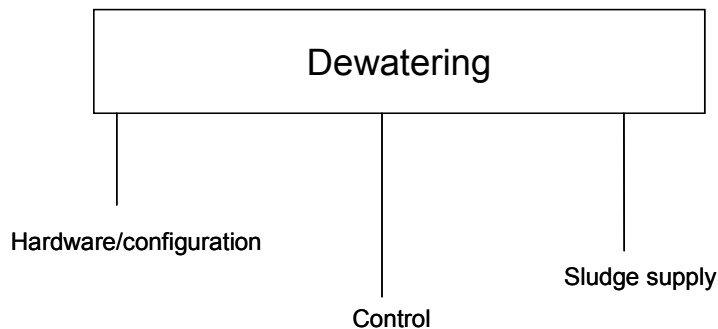 Dewatering
Hardware/configuration
Sludge supply
Control